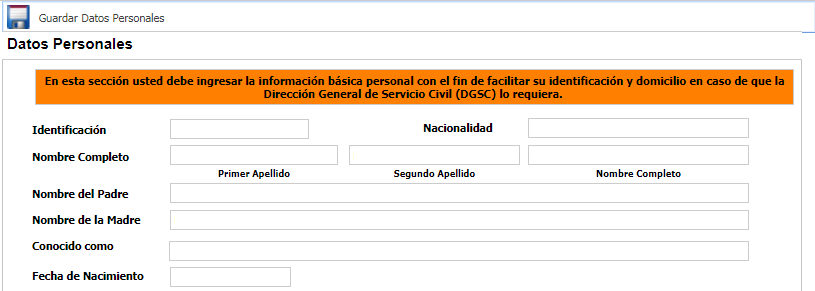 Guardar Datos Personales
Datos Personales
En esta sección usted debe ingresar la información básica personal con el fin de facilitar su identificación y domicilio en caso de que la
Dirección General de Servicio Civil (DGSC) lo requiera.
Identificación Nacionalidad
Nombre Completo
Primer Apellido Segundo Apellido Nombre Completo
Nombre del Padre
Nombre de la Madre
Conocido como
Fecha de Nacimiento